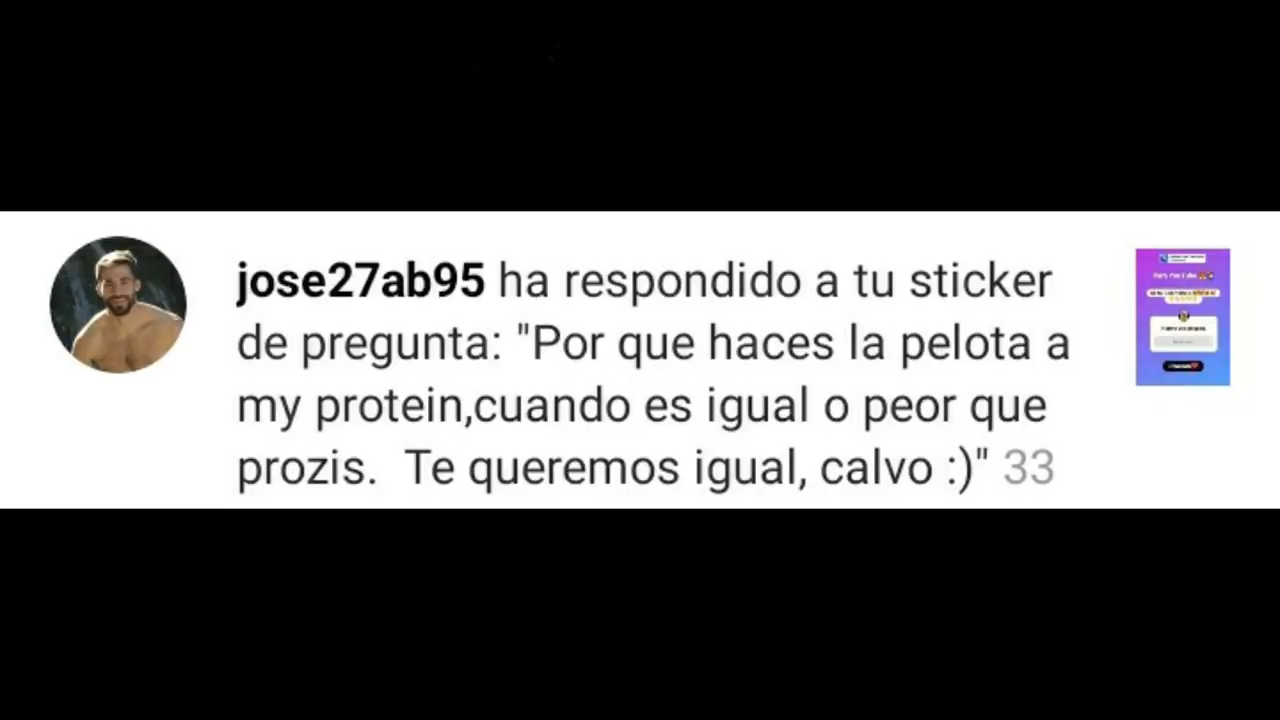 jose27ab95 ha respondido a tu sticker
de pregunta: "Por que haces la pelota a
my protein,cuando es igual o peor que
prozis.  Te queremos igual, calvo :)" 33